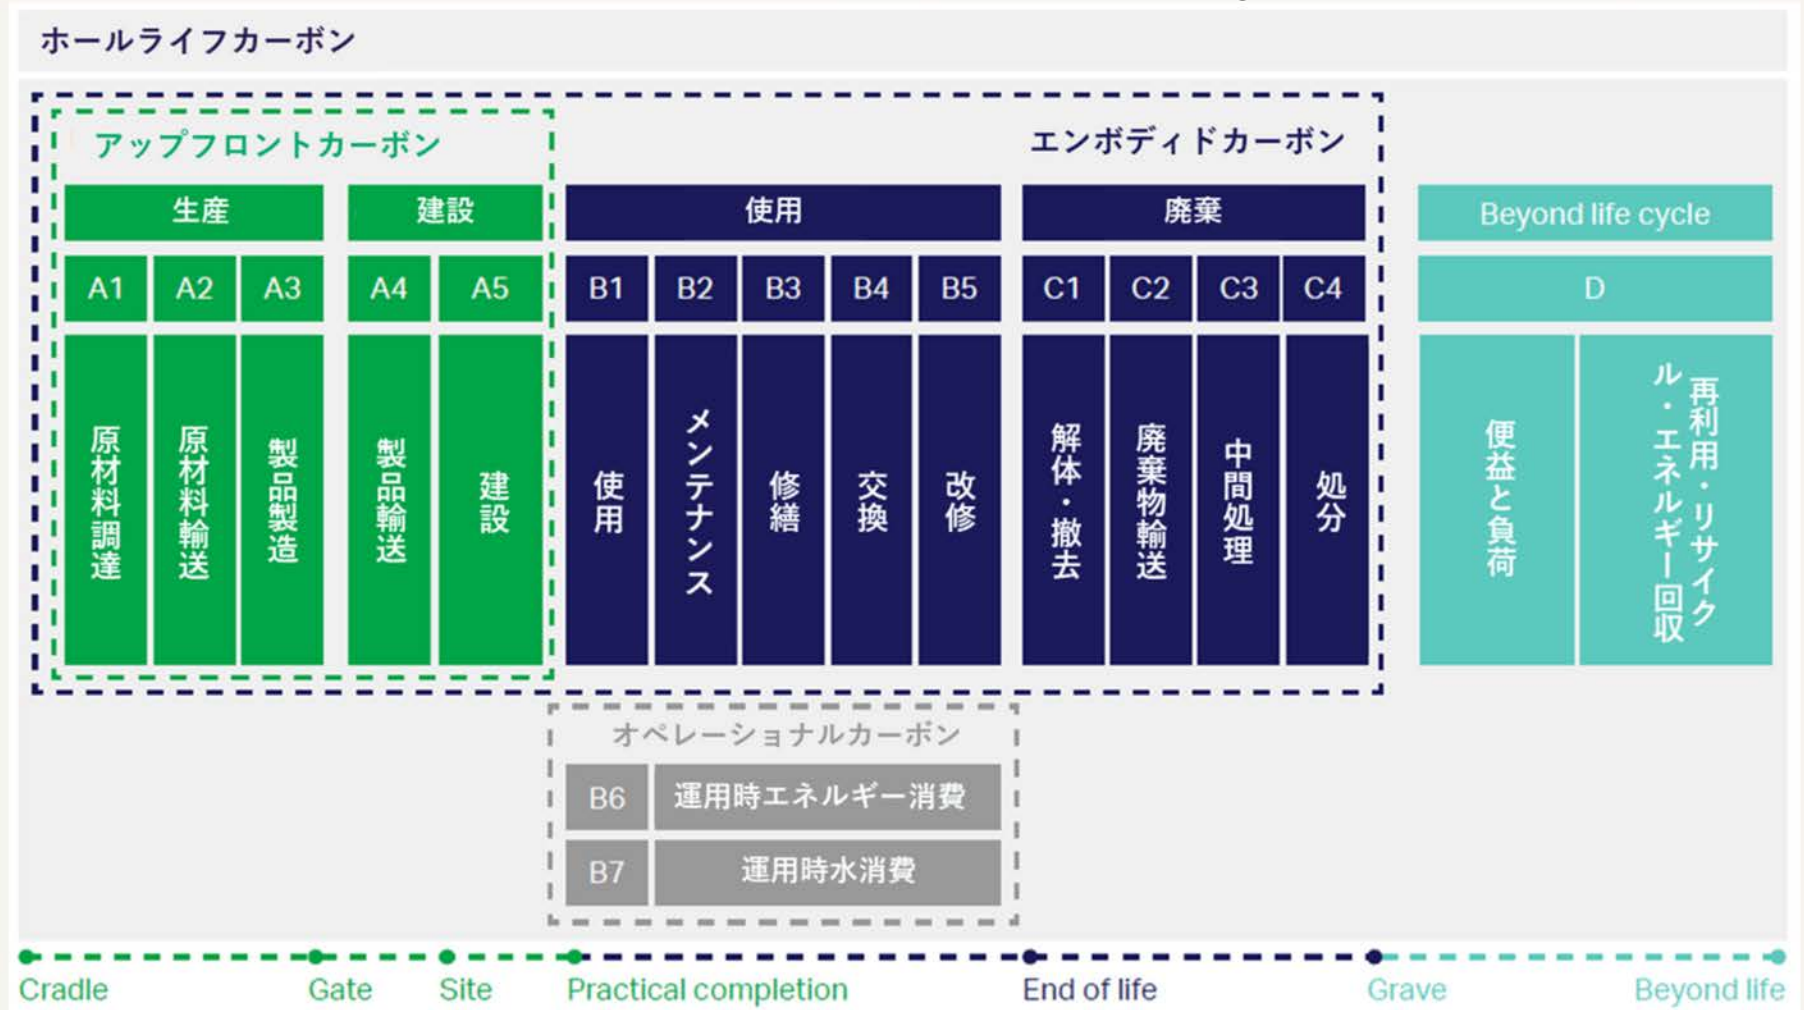 ホールライフカーボン
アップフロントカーボン
エンボディドカーボン
生産
建設
使用
廃棄
Beyond life cycle
A1
A2
A3
A4
A5
B1
B2
B3
B4
B5
C1
C2
C3
C4
D
原材料調達
原材料輸送
製品製造
製品輸送
建設
使用
メンテナンス
修繕
交換
改修
解体・撤去
廃棄物輸送
中間処理
処分
便益と負荷
再利用・リサイク
ル・エネルギー回収
オペレーショナルカーボン
B6
運用時エネルギー消費
B7
運用時水消費
Cradle
Gate
Site
Practical completion
End of life
Grave
Beyond life